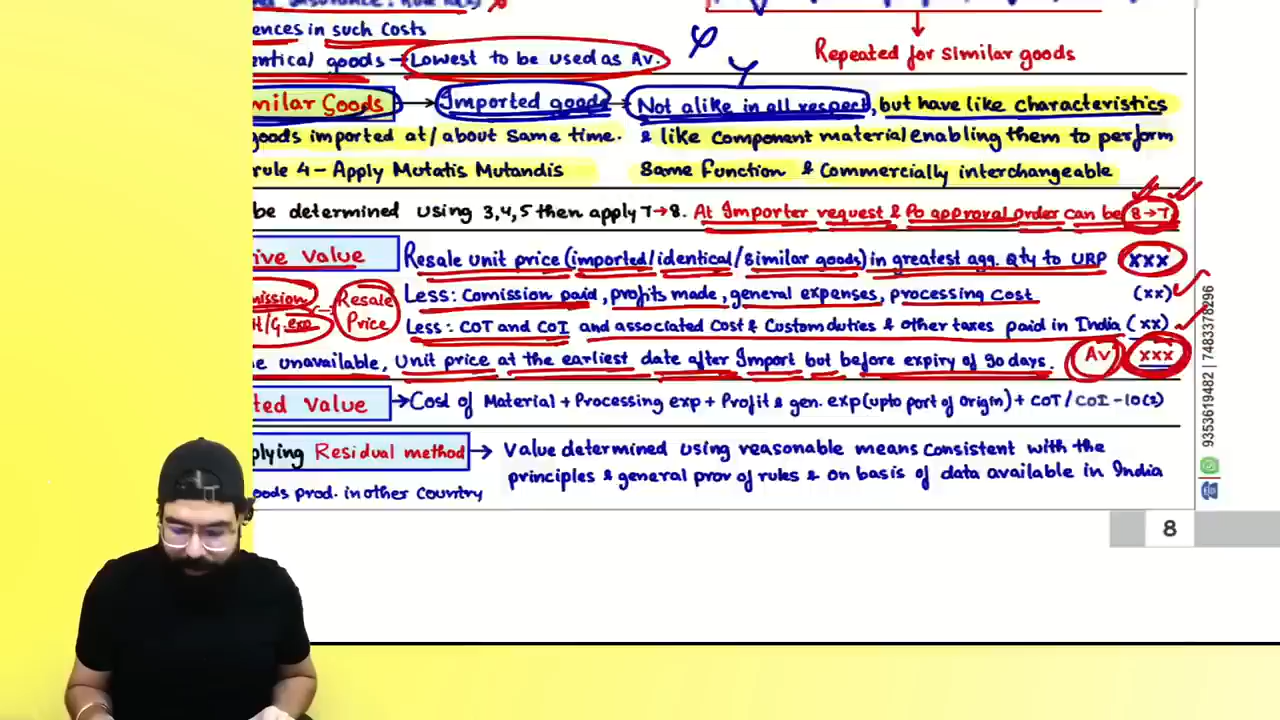 ences in such Costs
Repeated for similar goods
entical goods → Lowest to be used as Av.
milar Goods → Imported goods → Not alike in all respect, but have like characteristics
goods imported at/about same time. & like component material enabling them to perform
rule 4 - Apply Mutatis Mutandis same function & Commercially interchangeable
be determined using 3,4,5 then apply 7→8. At Importer request & Po approval order can be 8→7
ive Value Resale unit price (imported/identical/similar goods) in greatest agg. Qty to URP xxx
mission Resale Price Less: Comission paid, profits made, general expenses, processing cost (xx)
H/G exp Less: COT and COI and associated Cost & Custom duties & other taxes paid in India (xx)
e unavailable, Unit price at the earliest date after Import but before expiry of 90 days. Av xxx
ted Value → Cost of Material + Processing exp + Profit & gen. exp (upto port of origin) + COT/COI - 10(2)
plying Residual method → Value determined using reasonable means consistent with the
principles & general prov of rules & on basis of data available in India
oods prod. in other Country
9353619482 | 7483378296
8